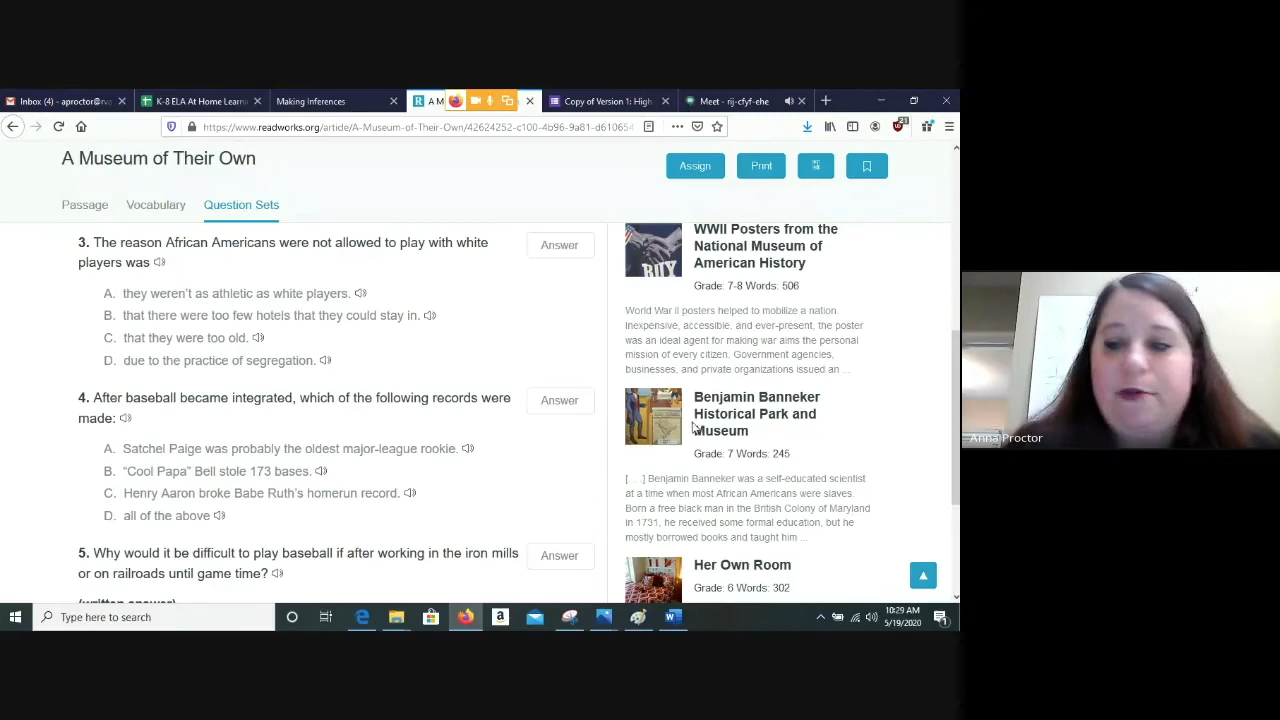 Inbox (4) - aproctor@rv
K-8 ELA At Home Learni
Making Inferences
A M
Copy of Version 1: High
Meet - rij-cfyf-ehe
https://www.readworks.org/article/A-Museum-of-Their-Own/42624252-c100-4b96-9a81-d610654
21
A Museum of Their Own
Assign
Print
Passage
Vocabulary
Question Sets
3. The reason African Americans were not allowed to play with white
players was
Answer
A. they weren't as athletic as white players.
B. that there were too few hotels that they could stay in.
C. that they were too old.
D. due to the practice of segregation.
4. After baseball became integrated, which of the following records were
made:
Answer
A. Satchel Paige was probably the oldest major-league rookie.
B. “Cool Papa” Bell stole 173 bases.
C. Henry Aaron broke Babe Ruth's homerun record.
D. all of the above
5. Why would it be difficult to play baseball if after working in the iron mills
or on railroads until game time?
Answer
(written answer)
BUY
WWII Posters from the
National Museum of
American History
Grade: 7-8 Words: 506
World War II posters helped to mobilize a nation.
Inexpensive, accessible, and ever-present, the poster
was an ideal agent for making war aims the personal
mission of every citizen. Government agencies,
businesses, and private organizations issued an ...
Benjamin Banneker
Historical Park and
Museum
Grade: 7 Words: 245
[. . .] Benjamin Banneker was a self-educated scientist
at a time when most African Americans were slaves.
Born a free black man in the British Colony of Maryland
in 1731, he received some formal education, but he
mostly borrowed books and taught him ...
Her Own Room
Grade: 6 Words: 302
Type here to search
10:29 AM
5/19/2020
1
Anna Proctor